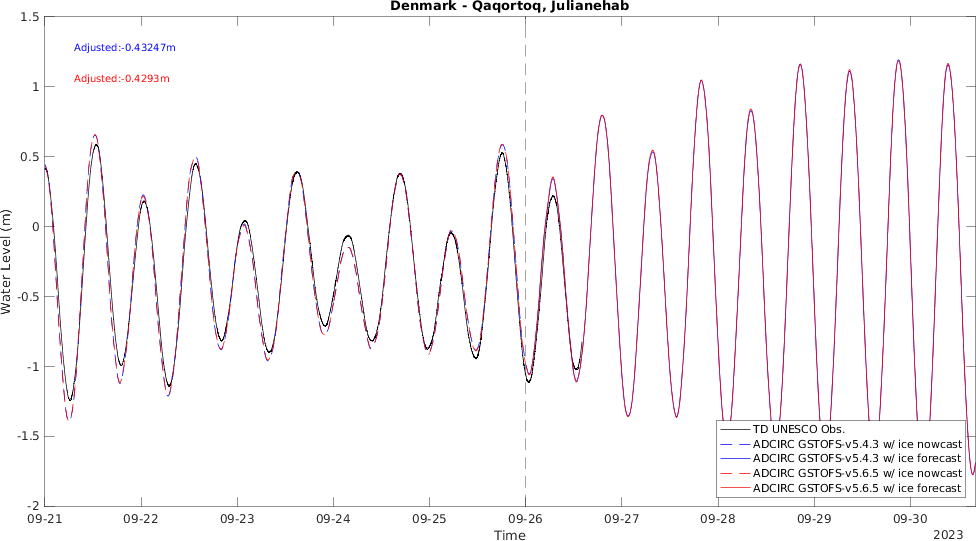 Denmark - Qaqortoq, Julianehab
Adjusted:-0.43247m
Adjusted:-0.4293m
1.5
1
0.5
0
-0.5
-1
-1.5
-2
Water Level (m)
TD UNESCO Obs.
ADCIRC GSTOFS-v5.4.3 w/ ice nowcast
ADCIRC GSTOFS-v5.4.3 w/ ice forecast
ADCIRC GSTOFS-v5.6.5 w/ ice nowcast
ADCIRC GSTOFS-v5.6.5 w/ ice forecast
09-21 09-22 09-23 09-24 09-25 09-26 09-27 09-28 09-29 09-30
Time
2023